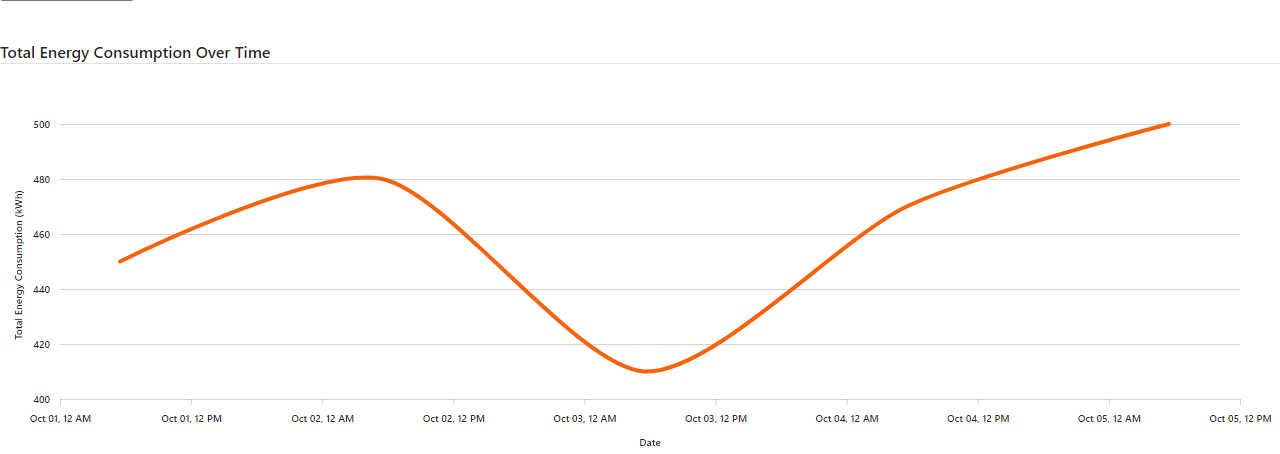 Total Energy Consumption Over Time
Total Energy Consumption (kWh)
500
480
460
440
420
400
Oct 01, 12 AM
Oct 01, 12 PM
Oct 02, 12 AM
Oct 02, 12 PM
Oct 03, 12 AM
Oct 03, 12 PM
Oct 04, 12 AM
Oct 04, 12 PM
Oct 05, 12 AM
Oct 05, 12 PM
Date